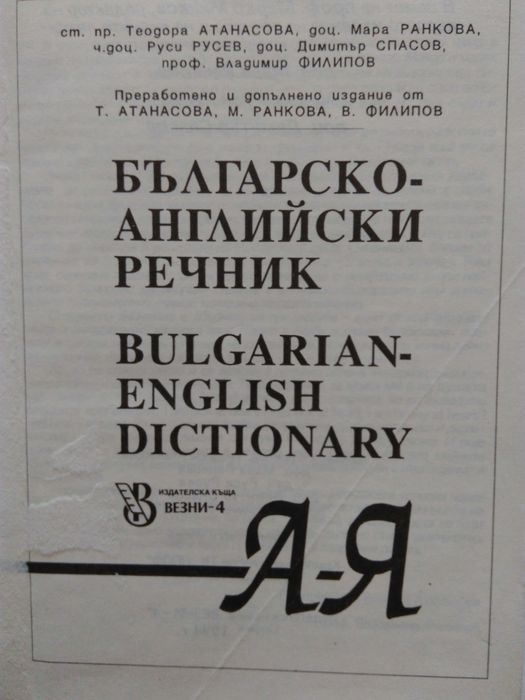 ст. пр. Теодора АТАНАСОВА, доц. Мара РАНКОВА,
ч.доц. Руси РУСЕВ, доц. Димитър СПАСОВ,
проф. Владимир ФИЛИПОВ
Преработено и допълнено издание от
Т. АТАНАСОВА, М. РАНКОВА, В. ФИЛИПОВ
БЪЛГАРСКО-
АНГЛИЙСКИ
РЕЧНИК
BULGARIAN-
ENGLISH
DICTIONARY
ИЗДАТЕЛСКА КЪЩА
ВЕЗНИ-4
А-Я